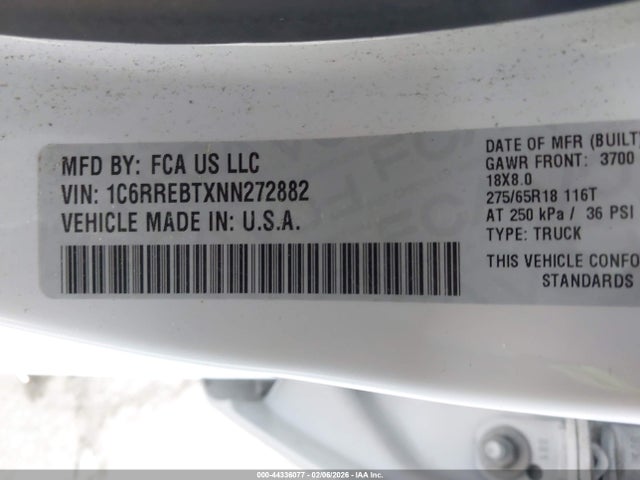 MFD BY: FCA US LLC
VIN: 1C6RREBTXNN272882
VEHICLE MADE IN: U.S.A.
DATE OF MFR (BUILT)
GAWR FRONT: 3700
18X8.0
275/65R18 116T
AT 250 kPa / 36 PSI
TYPE: TRUCK
THIS VEHICLE CONFO
STANDARDS
000-44336077 - 02/06/2026 - IAAI Inc.